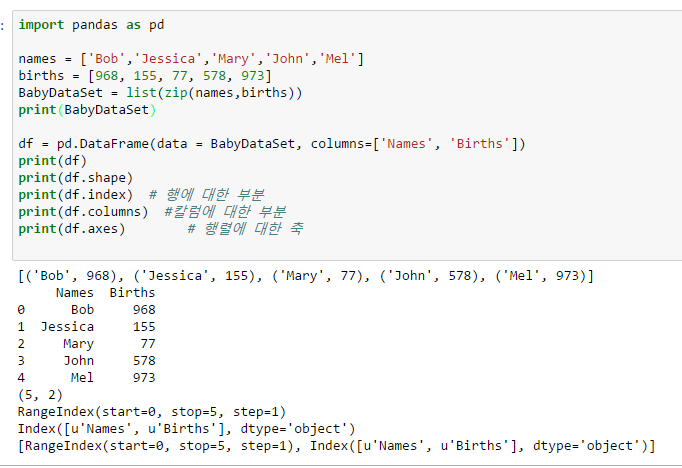 :
import pandas as pd
names = ['Bob','Jessica','Mary','John','Mel']
births = [968, 155, 77, 578, 973]
BabyDataSet = list(zip(names,births))
print(BabyDataSet)
df = pd.DataFrame(data = BabyDataSet, columns=['Names', 'Births'])
print(df)
print(df.shape)
print(df.index)  # 행에 대한 부분
print(df.columns)  #칼럼에 대한 부분
print(df.axes)        # 행렬에 대한 축
[('Bob', 968), ('Jessica', 155), ('Mary', 77), ('John', 578), ('Mel', 973)]
     Names  Births
0      Bob     968
1  Jessica     155
2     Mary      77
3     John     578
4      Mel     973
(5, 2)
RangeIndex(start=0, stop=5, step=1)
Index([u'Names', u'Births'], dtype='object')
[RangeIndex(start=0, stop=5, step=1), Index([u'Names', u'Births'], dtype='object')]